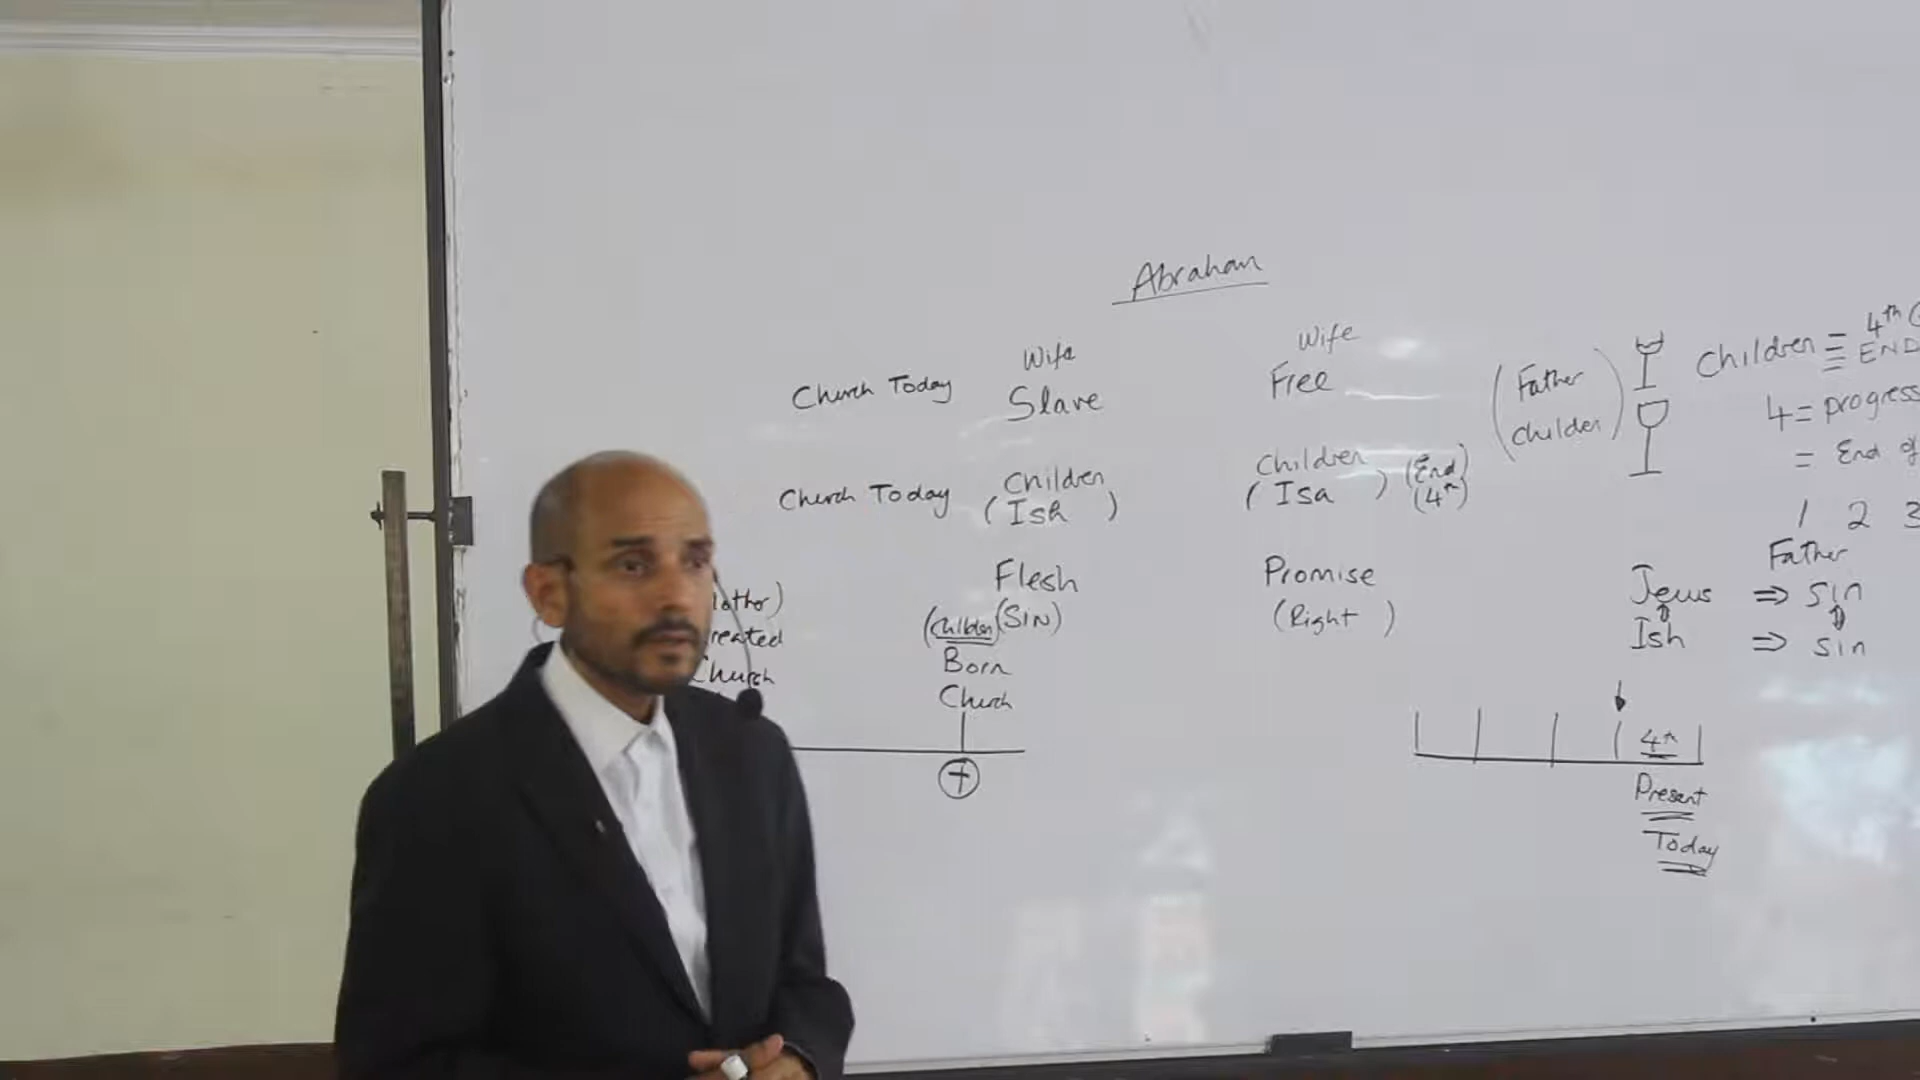 Abraham
Wife
Slave
Church Today
Wife
Free
Church Today
Children
(Ish)
Children
(Isa)
(End)
(4th)
(Father
Children)
Children ≡ 4th
END
4 = progress
= End of
1 2 3
Flesh
(SIN)
Promise
(Right )
Father
Jews ⇒ sin
Ish ⇒ sin
Church
(Children)
Born
Church
4th
Present
Today